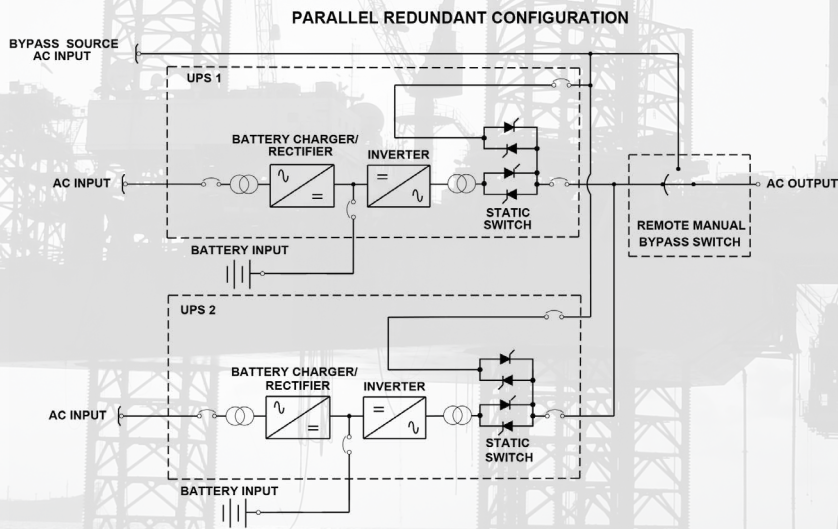 PARALLEL REDUNDANT CONFIGURATION
BYPASS SOURCE
AC INPUT
UPS 1
BATTERY CHARGER/
RECTIFIER
INVERTER
AC INPUT
STATIC
SWITCH
AC OUTPUT
REMOTE MANUAL
BYPASS SWITCH
BATTERY INPUT
UPS 2
BATTERY CHARGER/
RECTIFIER
INVERTER
AC INPUT
STATIC
SWITCH
BATTERY INPUT